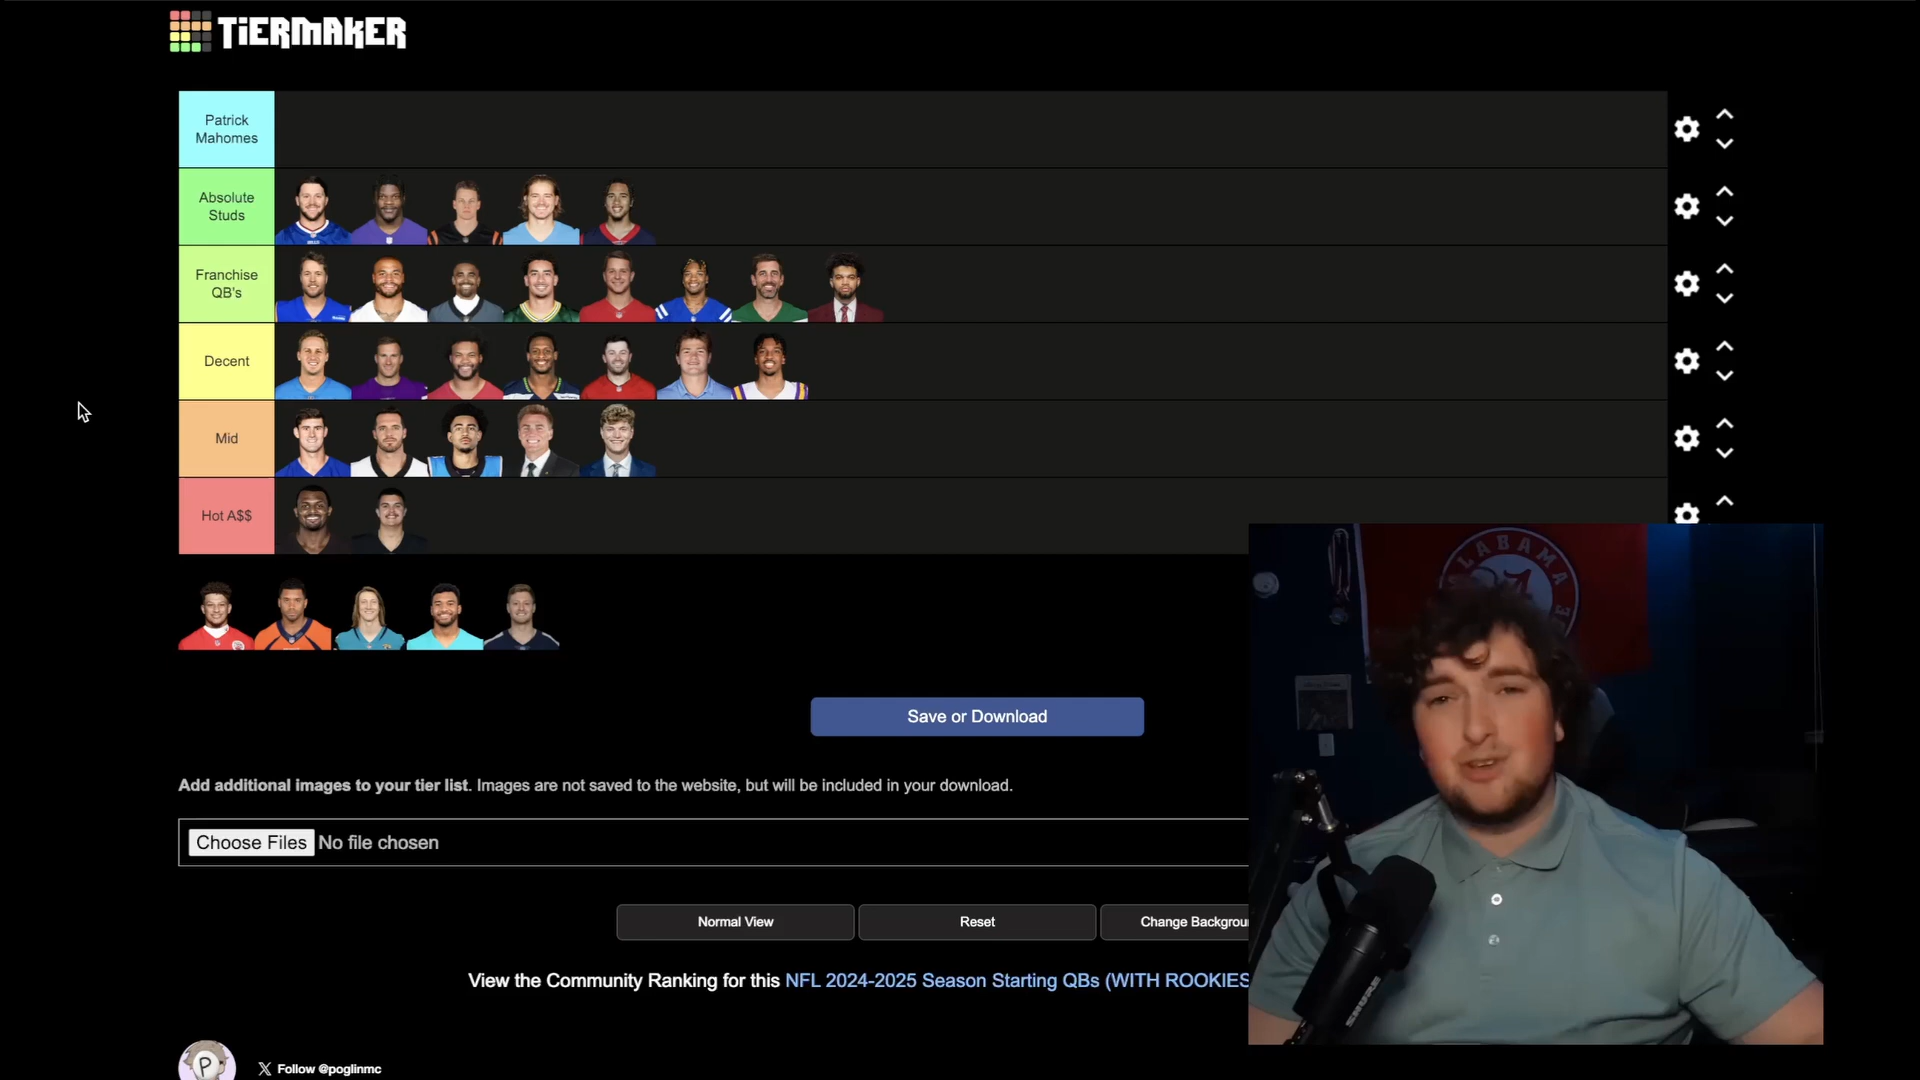 TIERMAKER
Patrick
Mahomes
Absolute
Studs
Franchise
QB's
Decent
Mid
Hot A$$
Save or Download
Add additional images to your tier list. Images are not saved to the website, but will be included in your download.
Choose Files No file chosen
Normal View
Reset
Change Backgrou
View the Community Ranking for this NFL 2024-2025 Season Starting QBs (WITH ROOKIES
P
X Follow @poglinmc
ALABAMA
SHURE